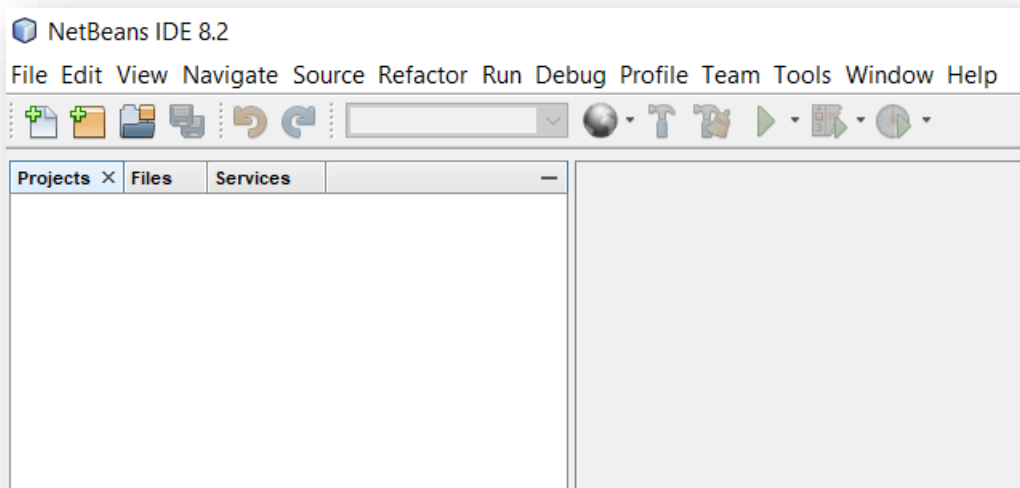 NetBeans IDE 8.2
File Edit View Navigate Source Refactor Run Debug Profile Team Tools Window Help
Projects Files Services